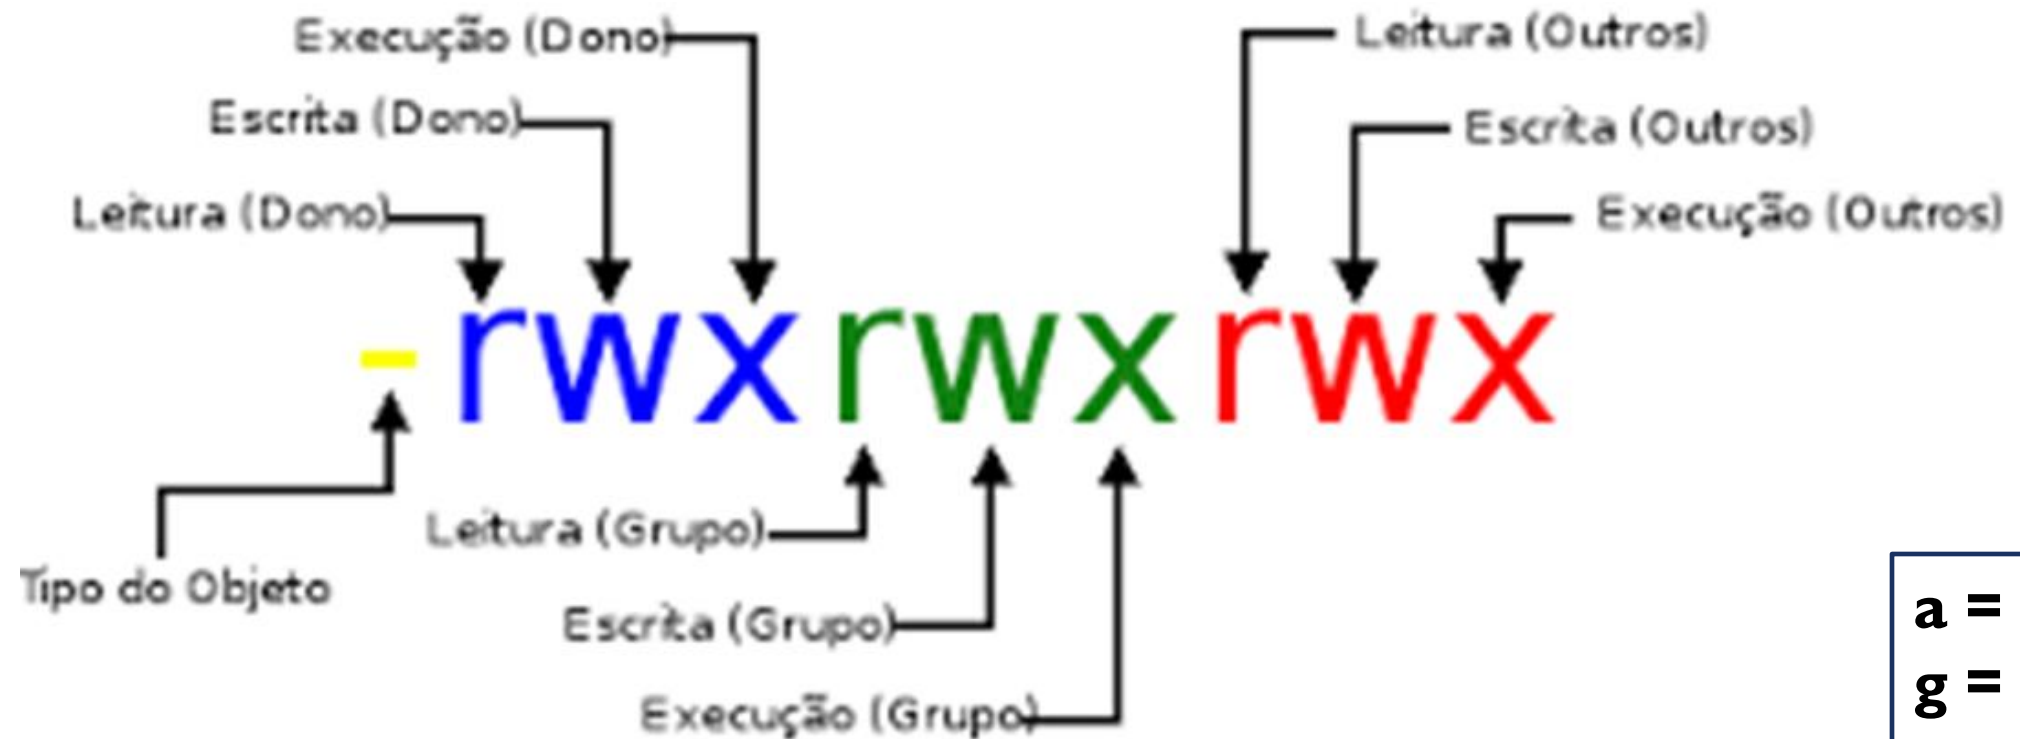 Execução (Dono)
Leitura (Outros)
Escrita (Dono)
Escrita (Outros)
Leitura (Dono)
Execução (Outros)
-rwxrwxrwx
Leitura (Grupo)
Tipo do Objeto
Escrita (Grupo)
Execução (Grupo)
a =
g =